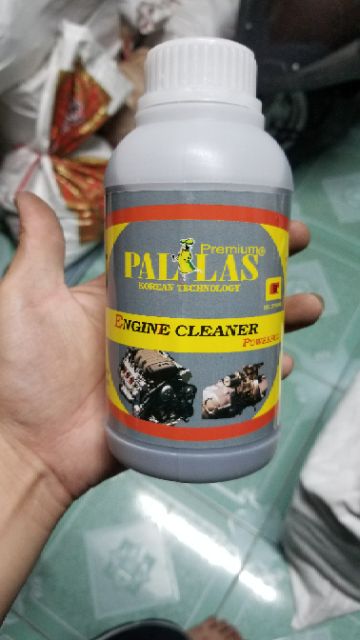 Premium®
PALLAS
KOREAN TECHNOLOGY
ENGINE CLEANER